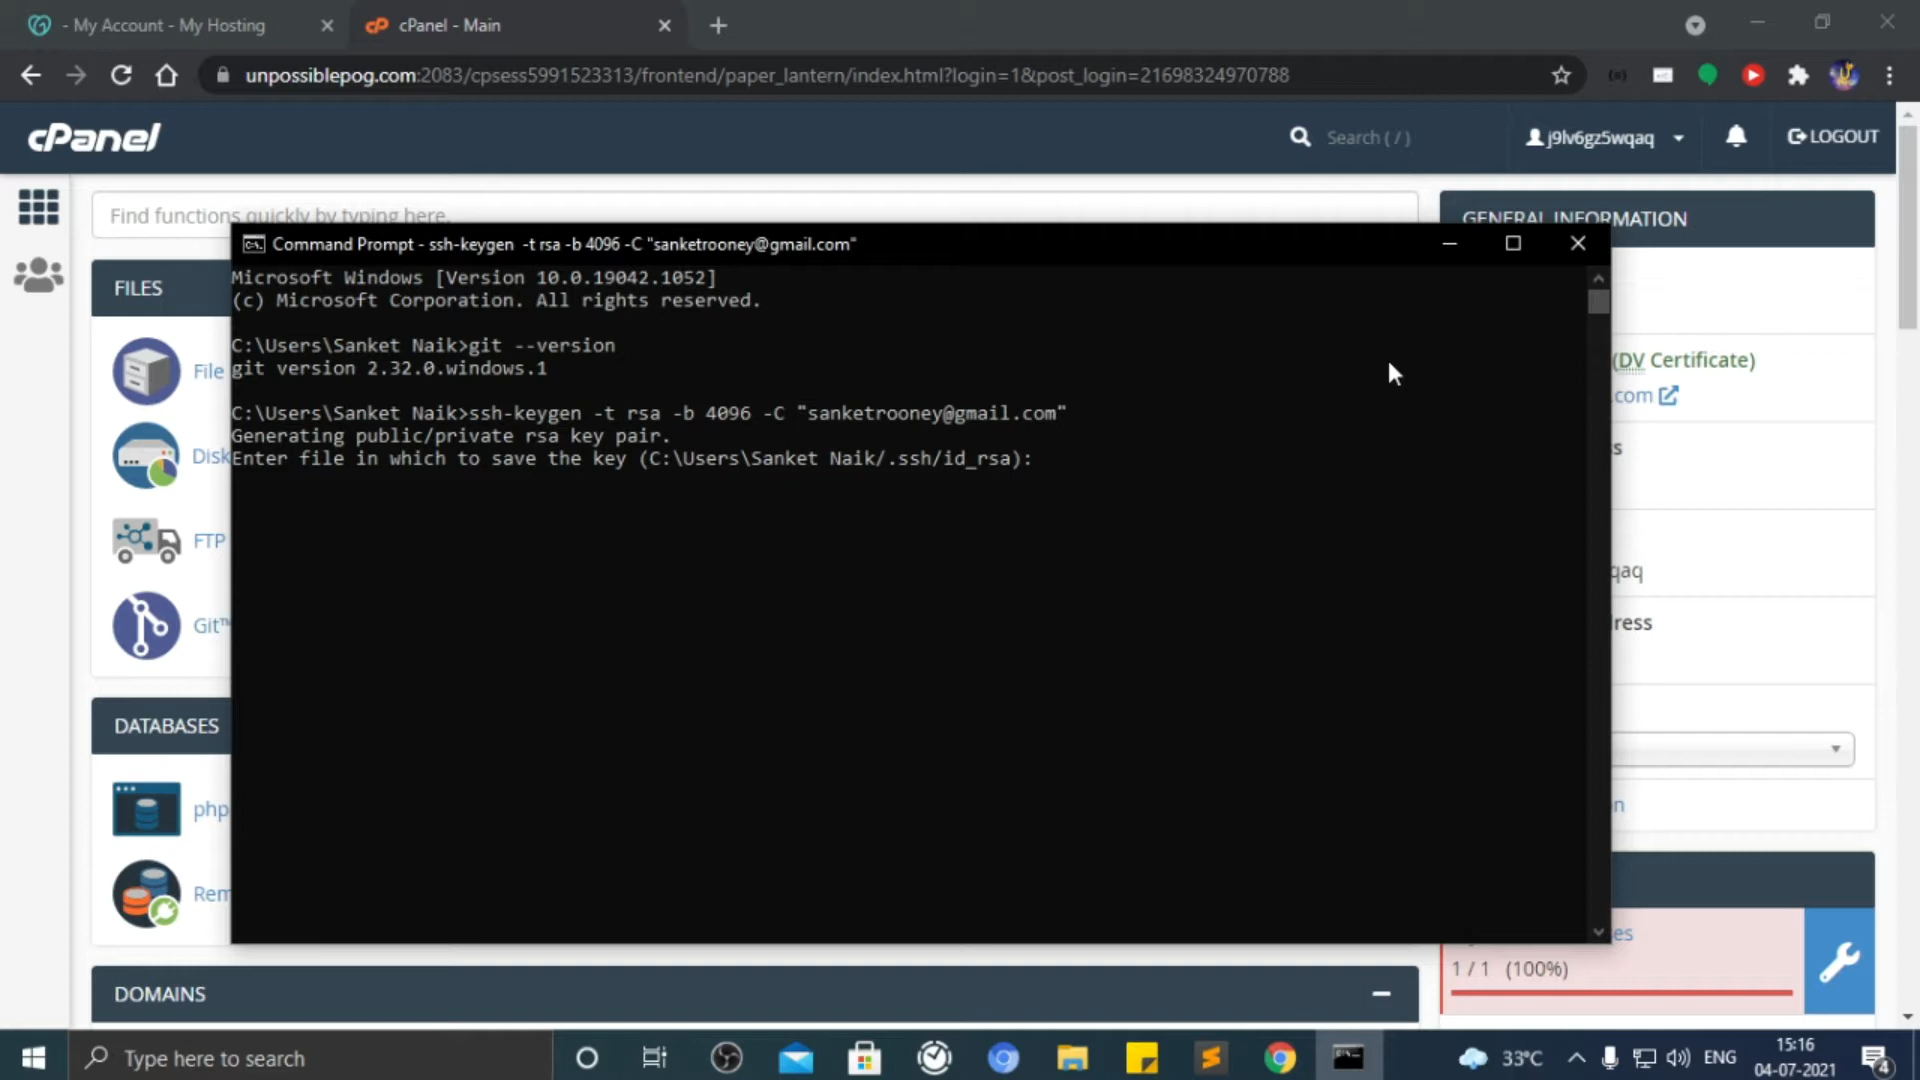 - My Account - My Hosting
cPanel - Main
unpossiblepog.com:2083/cpsess5991523313/frontend/paper_lantern/index.html?login=1&post_login=21698324970788
cPanel
Search ( / )
j9lv6gz5wqaq
LOGOUT
Find functions quickly by typing here.
GENERAL INFORMATION
Command Prompt - ssh-keygen -t rsa -b 4096 -C "sanketrooney@gmail.com"
Microsoft Windows [Version 10.0.19042.1052]
(c) Microsoft Corporation. All rights reserved.
C:\Users\Sanket Naik>git --version
git version 2.32.0.windows.1
C:\Users\Sanket Naik>ssh-keygen -t rsa -b 4096 -C "sanketrooney@gmail.com"
Generating public/private rsa key pair.
Enter file in which to save the key (C:\Users\Sanket Naik/.ssh/id_rsa):
FILES
File
Disk
FTP
Git™
DATABASES
php
Rem
DOMAINS
(DV Certificate)
.com
s
qaq
ress
n
es
1 / 1 (100%)
Type here to search
33°C
ENG
15:16
04-07-2021
4